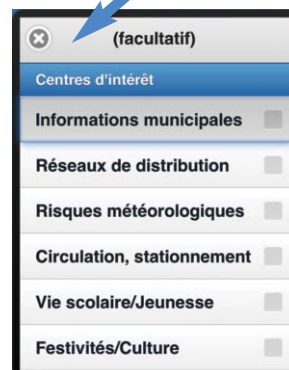 (facultatif)
Centres d'intérêt
Informations municipales
Réseaux de distribution
Risques météorologiques
Circulation, stationnement
Vie scolaire/Jeunesse
Festivités/Culture